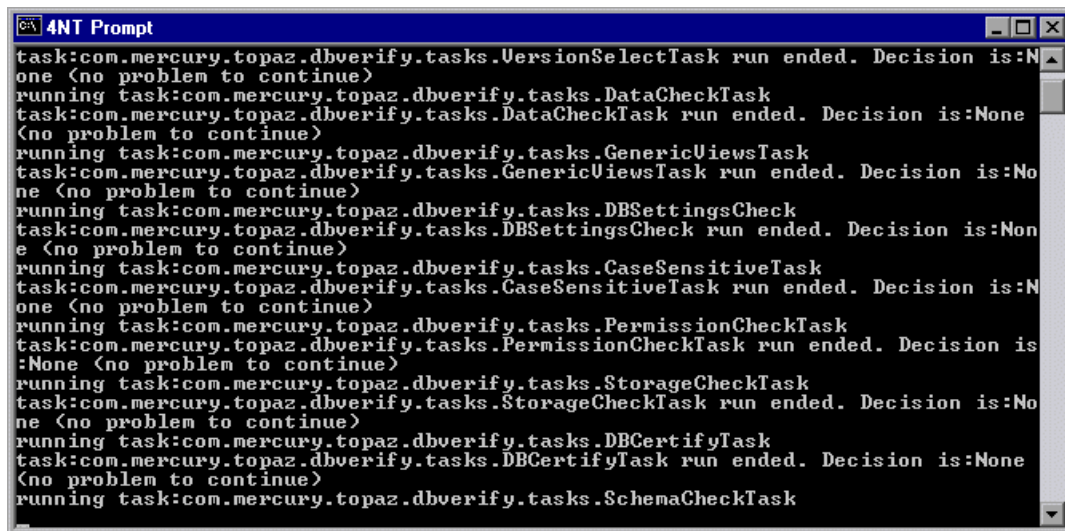 4NT Prompt
task:com.mercury.topaz.dbverify.tasks.VersionSelectTask run ended. Decision is:N
one (no problem to continue)
running task:com.mercury.topaz.dbverify.tasks.DataCheckTask
task:com.mercury.topaz.dbverify.tasks.DataCheckTask run ended. Decision is:None
(no problem to continue)
running task:com.mercury.topaz.dbverify.tasks.GenericViewsTask
task:com.mercury.topaz.dbverify.tasks.GenericViewsTask run ended. Decision is:No
ne (no problem to continue)
running task:com.mercury.topaz.dbverify.tasks.DBSettingsCheck
task:com.mercury.topaz.dbverify.tasks.DBSettingsCheck run ended. Decision is:Non
e (no problem to continue)
running task:com.mercury.topaz.dbverify.tasks.CaseSensitiveTask
task:com.mercury.topaz.dbverify.tasks.CaseSensitiveTask run ended. Decision is:N
one (no problem to continue)
running task:com.mercury.topaz.dbverify.tasks.PermissionCheckTask
task:com.mercury.topaz.dbverify.tasks.PermissionCheckTask run ended. Decision is
:None (no problem to continue)
running task:com.mercury.topaz.dbverify.tasks.StorageCheckTask
task:com.mercury.topaz.dbverify.tasks.StorageCheckTask run ended. Decision is:No
ne (no problem to continue)
running task:com.mercury.topaz.dbverify.tasks.DBCertifyTask
task:com.mercury.topaz.dbverify.tasks.DBCertifyTask run ended. Decision is:None
(no problem to continue)
running task:com.mercury.topaz.dbverify.tasks.SchemaCheckTask